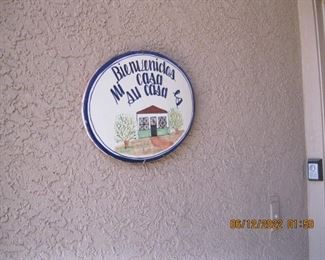 Bienvenidos
Mi casa es
su casa
06/12/2022 01:50